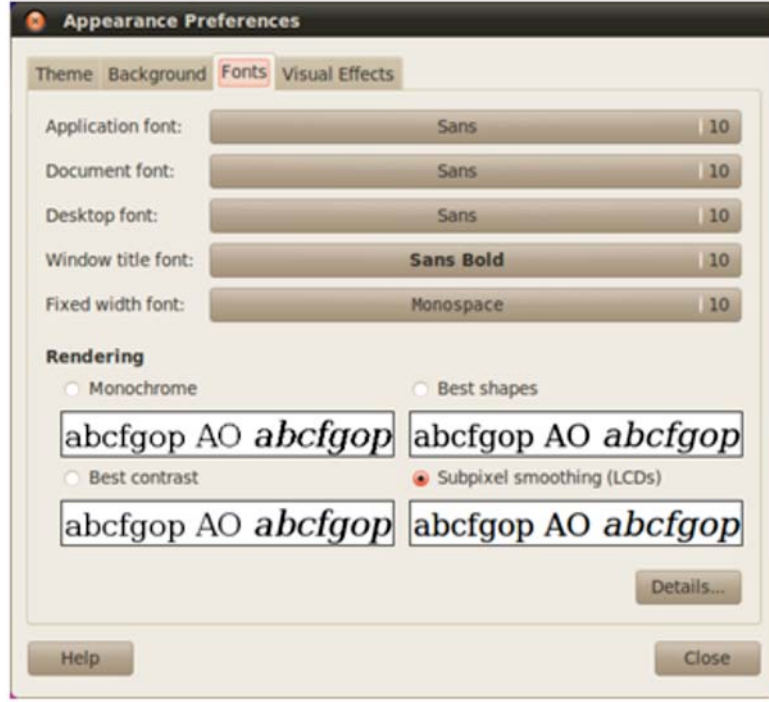 Appearance Preferences
Theme Background Fonts Visual Effects
Application font: Sans 10
Document font: Sans 10
Desktop font: Sans 10
Window title font: Sans Bold 10
Fixed width font: Monospace 10
Rendering
Monochrome Best shapes
abcfgop AO abcfgop abcfgop AO abcfgop
Best contrast Subpixel smoothing (LCDs)
abcfgop AO abcfgop abcfgop AO abcfgop
Details...
Help Close